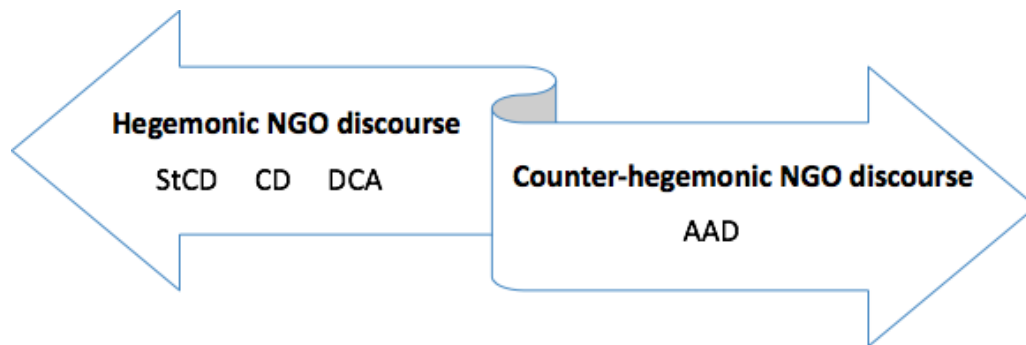 Hegemonic NGO discourse
StCD CD DCA
Counter-hegemonic NGO discourse
AAD